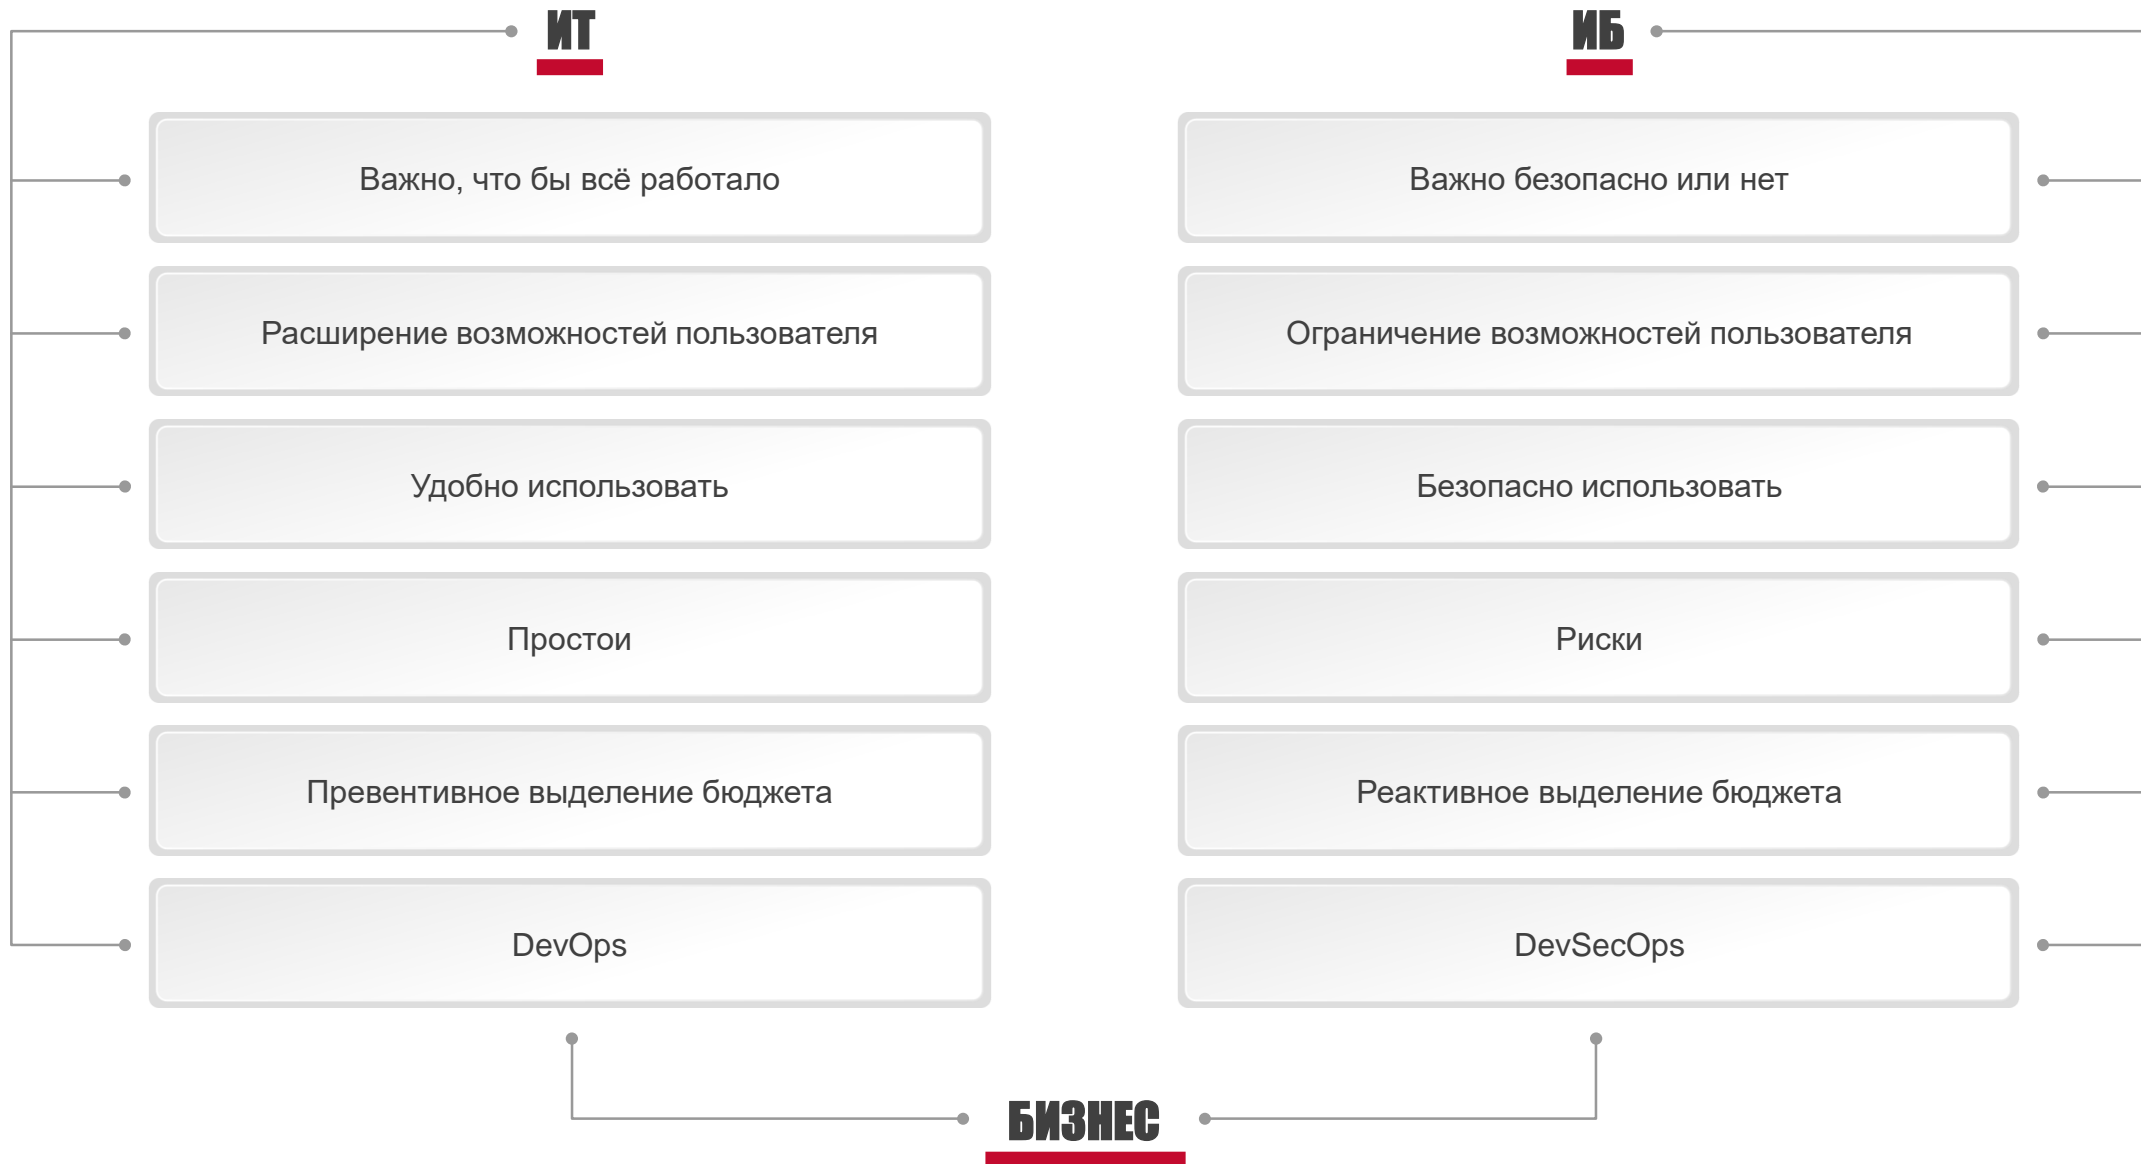 ИТ
ИБ
Важно, что бы всё работало
Важно безопасно или нет
Расширение возможностей пользователя
Ограничение возможностей пользователя
Удобно использовать
Безопасно использовать
Простои
Риски
Превентивное выделение бюджета
Реактивное выделение бюджета
DevOps
DevSecOps
БИЗНЕС